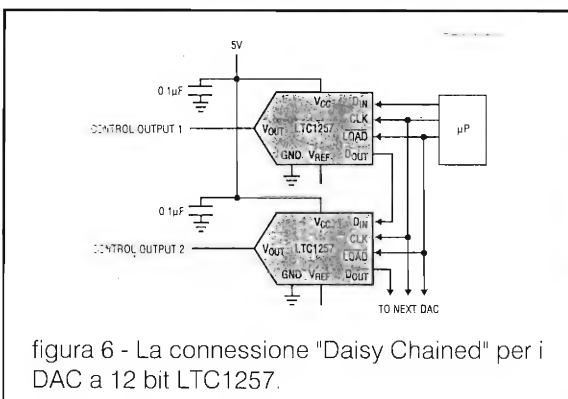 5V
0.1µF
VCC DIN
CLK
µP
CONTROL OUTPUT 1
VOUT LTC1257
LOAD
GND VREF DOUT
0.1µF
VCC DIN
CLK
CONTROL OUTPUT 2
VOUT LTC1257
LOAD
GND VREF DOUT
TO NEXT DAC
figura 6 - La connessione "Daisy Chained" per i
DAC a 12 bit LTC1257.